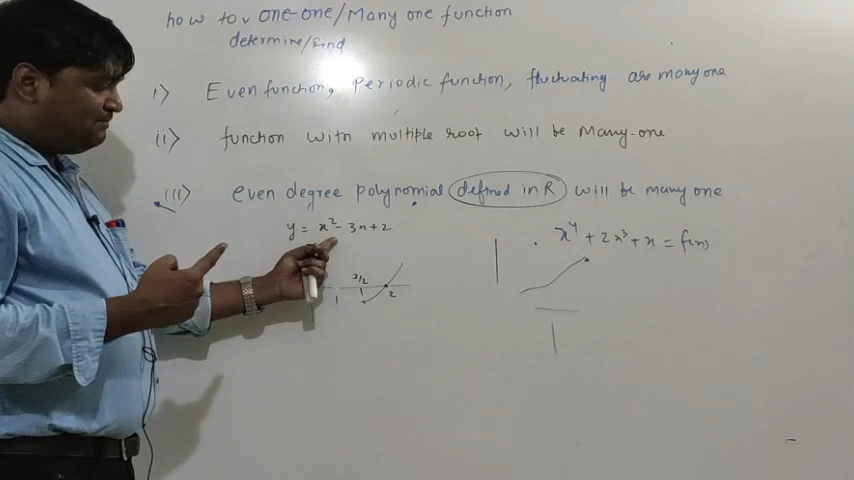 how to, one-one/Many one function
determine/find
i) Even function, Periodic function, fluctuating are many one
ii) function with multiple root will be Many-one
iii) even degree polynomial defined in R will be many one
y = x² - 3x + 2
x⁴ + 2x³ + x = f(x)
3/2
1 1 2